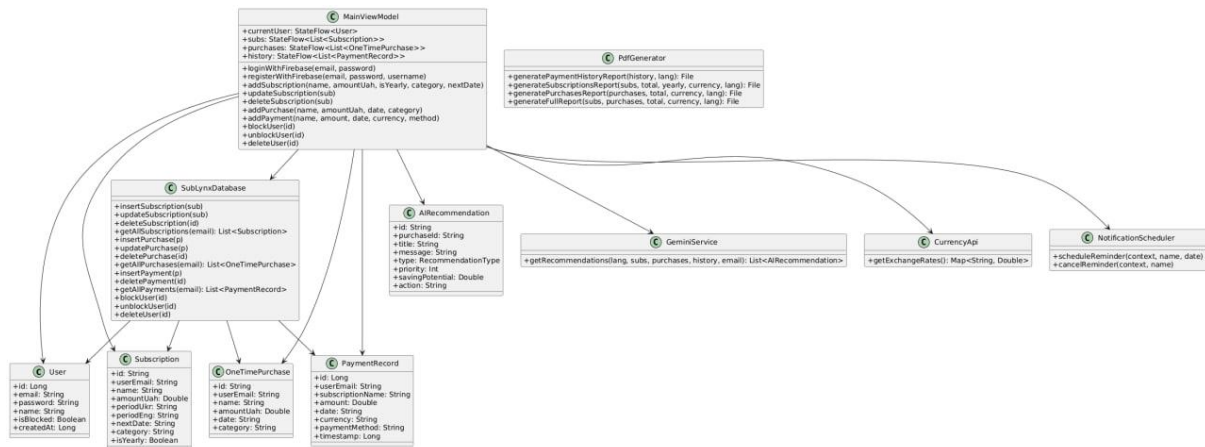 C MainViewModel
+currentUser: StateFlow<User>
+subs: StateFlow<List<Subscription>>
+purchases: StateFlow<List<OneTimePurchase>>
+history: StateFlow<List<PaymentRecord>>
+loginWithFirebase(email, password)
+registerWithFirebase(email, password, username)
+addSubscription(name, amountUah, isYearly, category, nextDate)
+updateSubscription(sub)
+deleteSubscription(sub)
+addPurchase(name, amountUah, date, category)
+addPayment(name, amount, date, currency, method)
+blockUser(id)
+unblockUser(id)
+deleteUser(id)
C PdfGenerator
+generatePaymentHistoryReport(history, lang): File
+generateSubscriptionsReport(subs, total, yearly, currency, lang): File
+generatePurchasesReport(purchases, total, currency, lang): File
+generateFullReport(subs, purchases, total, currency, lang): File
C SubLynxDatabase
+insertSubscription(sub)
+updateSubscription(sub)
+deleteSubscription(id)
+getAllSubscriptions(email): List<Subscription>
+insertPurchase(p)
+updatePurchase(p)
+deletePurchase(id)
+getAllPurchases(email): List<OneTimePurchase>
+insertPayment(p)
+deletePayment(id)
+getAllPayments(email): List<PaymentRecord>
+blockUser(id)
+unblockUser(id)
+deleteUser(id)
C AIRecommendation
+id: String
+purchaseId: String
+title: String
+message: String
+type: RecommendationType
+priority: Int
+savingPotential: Double
+action: String
C GeminiService
+getRecommendations(lang, subs, purchases, history, email): List<AIRecommendation>
C CurrencyApi
+getExchangeRates(): Map<String, Double>
C NotificationScheduler
+scheduleReminder(context, name, date)
+cancelReminder(context, name)
C User
+id: Long
+email: String
+password: String
+name: String
+isBlocked: Boolean
+createdAt: Long
C Subscription
+id: String
+userEmail: String
+name: String
+amountUah: Double
+periodUkr: String
+periodEng: String
+nextDate: String
+category: String
+isYearly: Boolean
C OneTimePurchase
+id: String
+userEmail: String
+name: String
+amountUah: Double
+date: String
+category: String
C PaymentRecord
+id: Long
+userEmail: String
+subscriptionName: String
+amount: Double
+date: String
+currency: String
+paymentMethod: String
+timestamp: Long